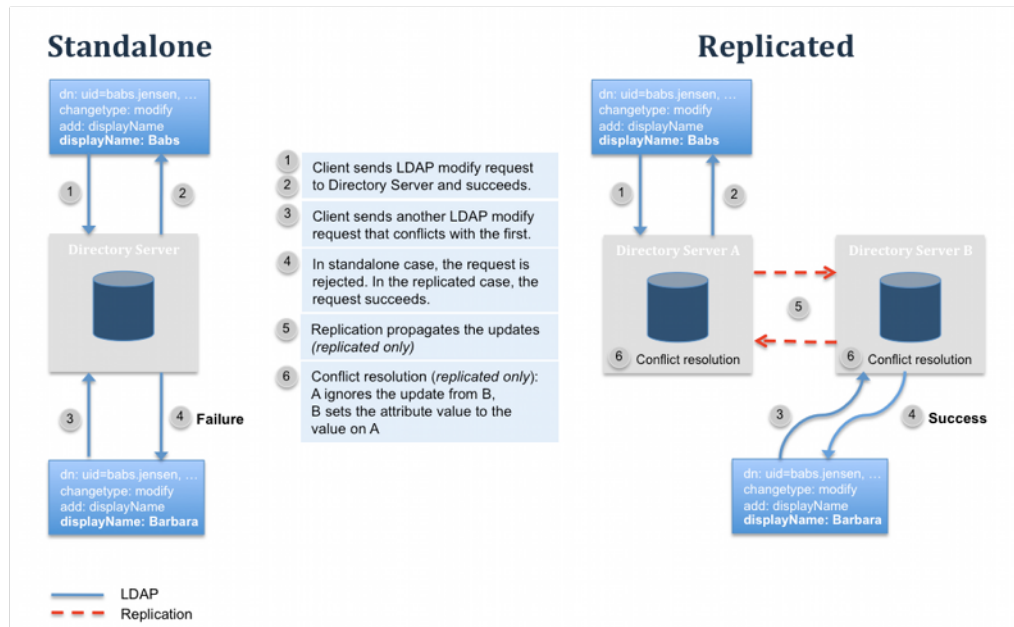 Standalone
Replicated
dn: uid=babs.jensen, …
changetype: modify
add: displayName
displayName: Babs
1
2
Directory Server
3
4
Failure
dn: uid=babs.jensen, …
changetype: modify
add: displayName
displayName: Barbara
1
2
Client sends LDAP modify request
to Directory Server and succeeds.
3
Client sends another LDAP modify
request that conflicts with the first.
4
In standalone case, the request is
rejected. In the replicated case, the
request succeeds.
5
Replication propagates the updates
(replicated only)
6
Conflict resolution (replicated only):
A ignores the update from B,
B sets the attribute value to the
value on A
dn: uid=babs.jensen, …
changetype: modify
add: displayName
displayName: Babs
1
2
Directory Server A
Directory Server B
5
6 Conflict resolution
6 Conflict resolution
3
4
Success
dn: uid=babs.jensen, …
changetype: modify
add: displayName
displayName: Barbara
LDAP
Replication